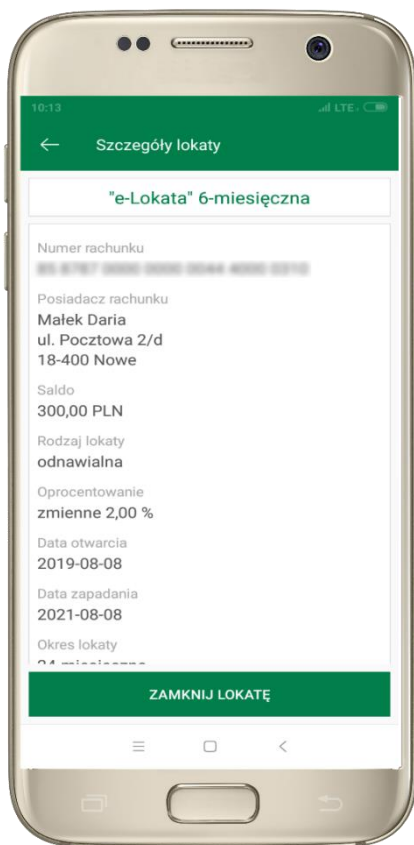 10:13
LTE
Szczegóły lokaty
"e-Lokata" 6-miesięczna
Numer rachunku
Posiadacz rachunku
Małek Daria
ul. Pocztowa 2/d
18-400 Nowe
Saldo
300,00 PLN
Rodzaj lokaty
odnawialna
Oprocentowanie
zmienne 2,00 %
Data otwarcia
2019-08-08
Data zapadania
2021-08-08
Okres lokaty
ZAMKNIJ LOKATĘ